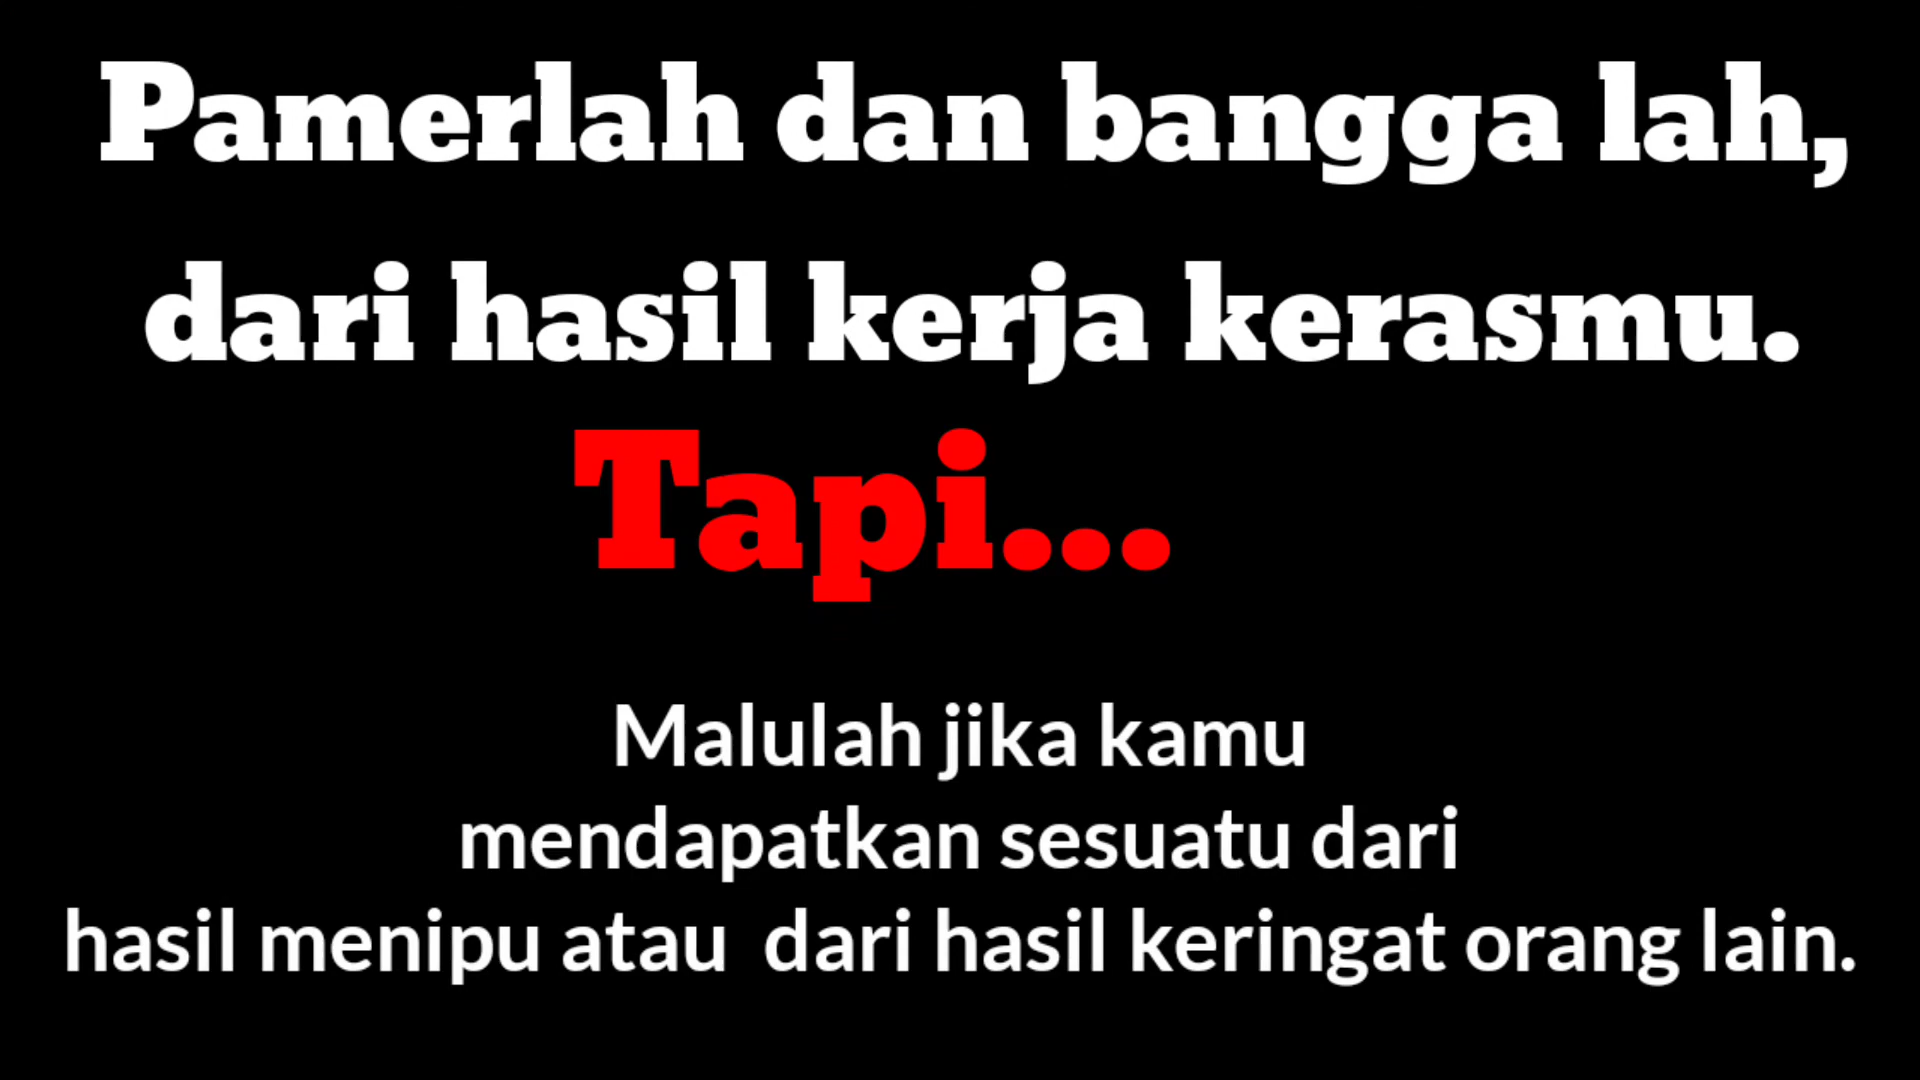 Pamerlah dan bangga lah,
dari hasil kerja kerasmu.
Tapi...
Malulah jika kamu
mendapatkan sesuatu dari
hasil menipu atau  dari hasil keringat orang lain.